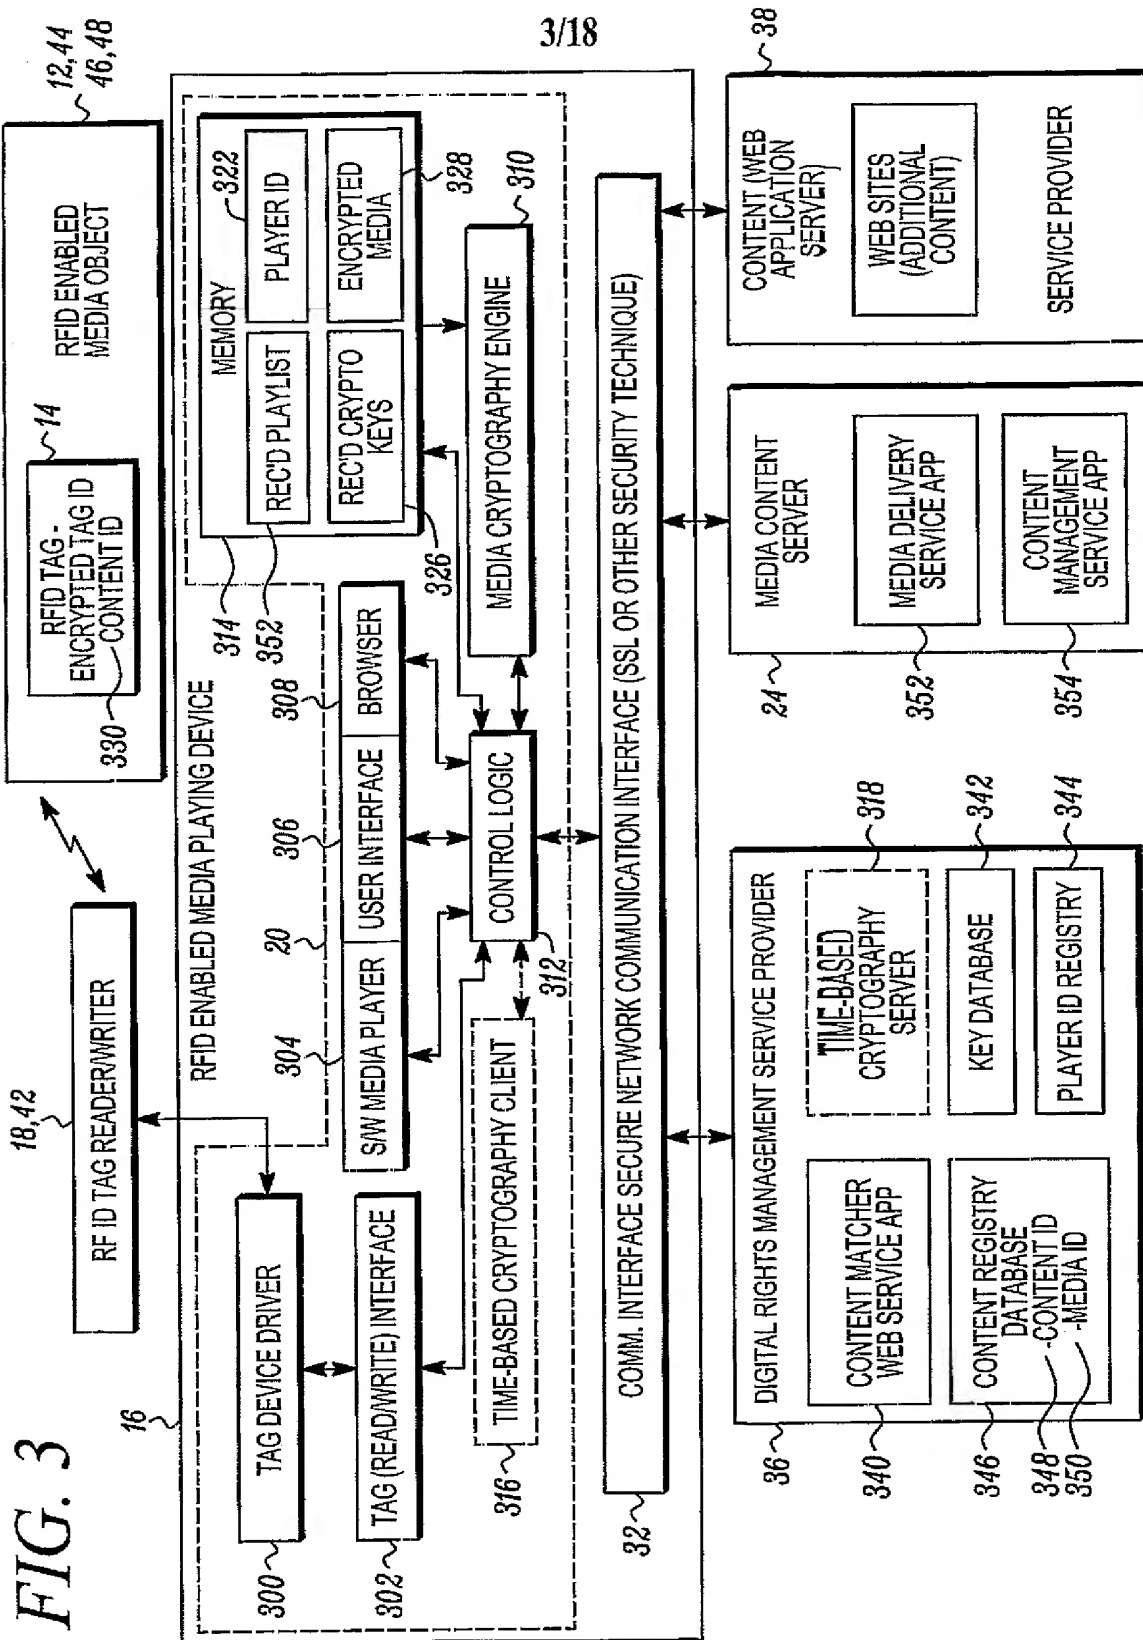 3/18
FIG. 3
18,42
RF ID TAG READER/WRITER
12,44
46,48
RFID ENABLED
MEDIA OBJECT
14
RFID TAG -
ENCRYPTED TAG ID
CONTENT ID
330
16
RFID ENABLED MEDIA PLAYING DEVICE
TAG DEVICE DRIVER
300
TAG (READ/WRITE) INTERFACE
302
TIME-BASED CRYPTOGRAPHY CLIENT
316
20
304
306
308
S/W MEDIA PLAYER
USER INTERFACE
BROWSER
CONTROL LOGIC
312
314
352
MEMORY
322
REC'D PLAYLIST
PLAYER ID
REC'D CRYPTO
KEYS
326
ENCRYPTED
MEDIA
328
310
MEDIA CRYPTOGRAPHY ENGINE
COMM. INTERFACE SECURE NETWORK COMMUNICATION INTERFACE (SSL OR OTHER SECURITY TECHNIQUE)
32
DIGITAL RIGHTS MANAGEMENT SERVICE PROVIDER
36
CONTENT MATCHER
WEB SERVICE APP
340
CONTENT REGISTRY
DATABASE
-CONTENT ID
-MEDIA ID
346
348
350
TIME-BASED
CRYPTOGRAPHY
SERVER
318
KEY DATABASE
342
PLAYER ID REGISTRY
344
MEDIA CONTENT
SERVER
24
MEDIA DELIVERY
SERVICE APP
352
CONTENT
MANAGEMENT
SERVICE APP
354
38
CONTENT (WEB
APPLICATION
SERVER)
WEB SITES
(ADDITIONAL
CONTENT)
SERVICE PROVIDER